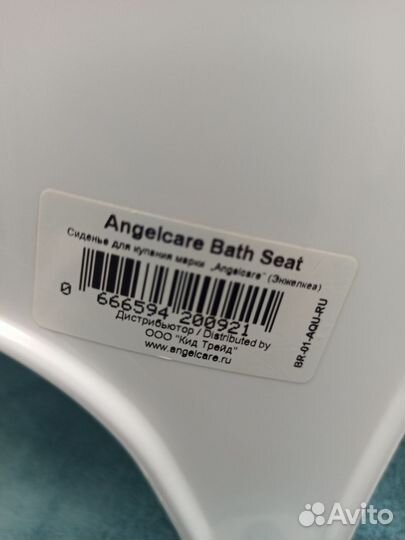 Angelcare Bath Seat
Сиденье для купания марки „Angelcare" (Энжелкеа)
0 666594 200921
Дистрибьютор / Distributed by
ООО "Кид Трейд"
www.angelcare.ru
BR-01-AQU-RU
Avito